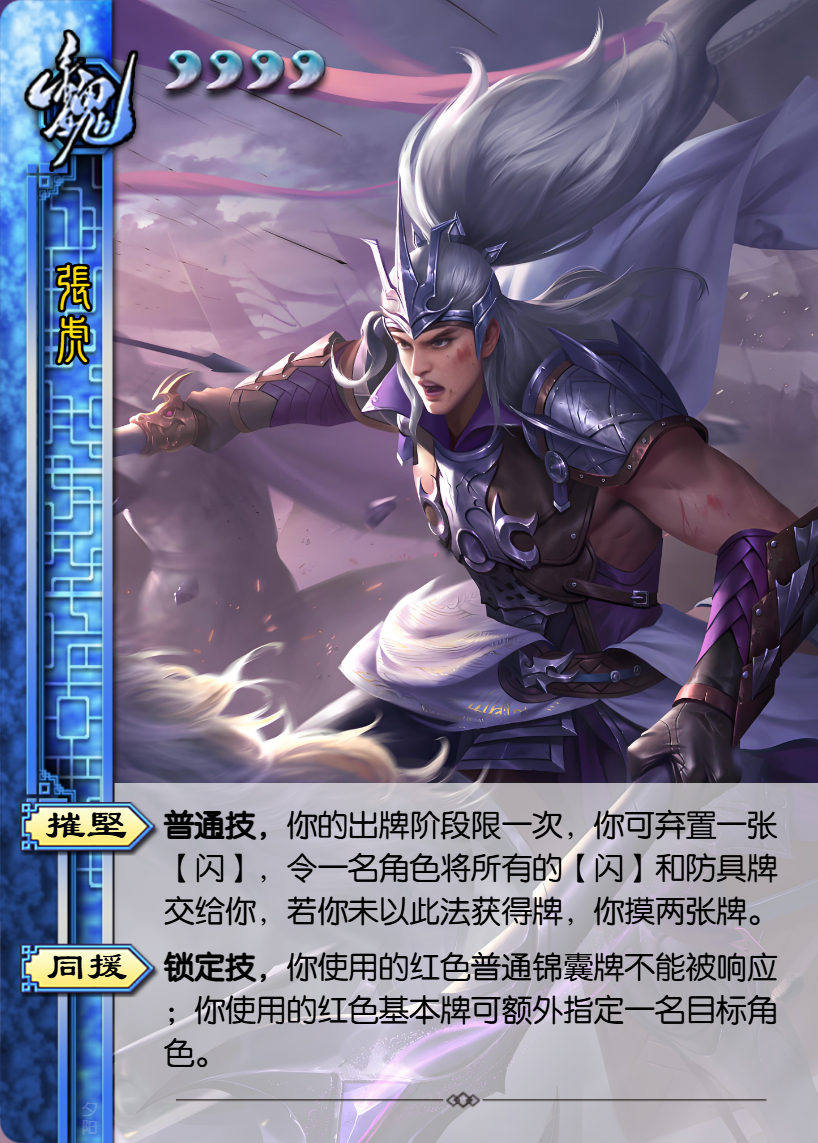 魏
張虎
摧堅
普通技，你的出牌阶段限一次，你可弃置一张
【闪】，令一名角色将所有的【闪】和防具牌
交给你，若你未以此法获得牌，你摸两张牌。
同援
锁定技，你使用的红色普通锦囊牌不能被响应
；你使用的红色基本牌可额外指定一名目标角
色。
夕阳